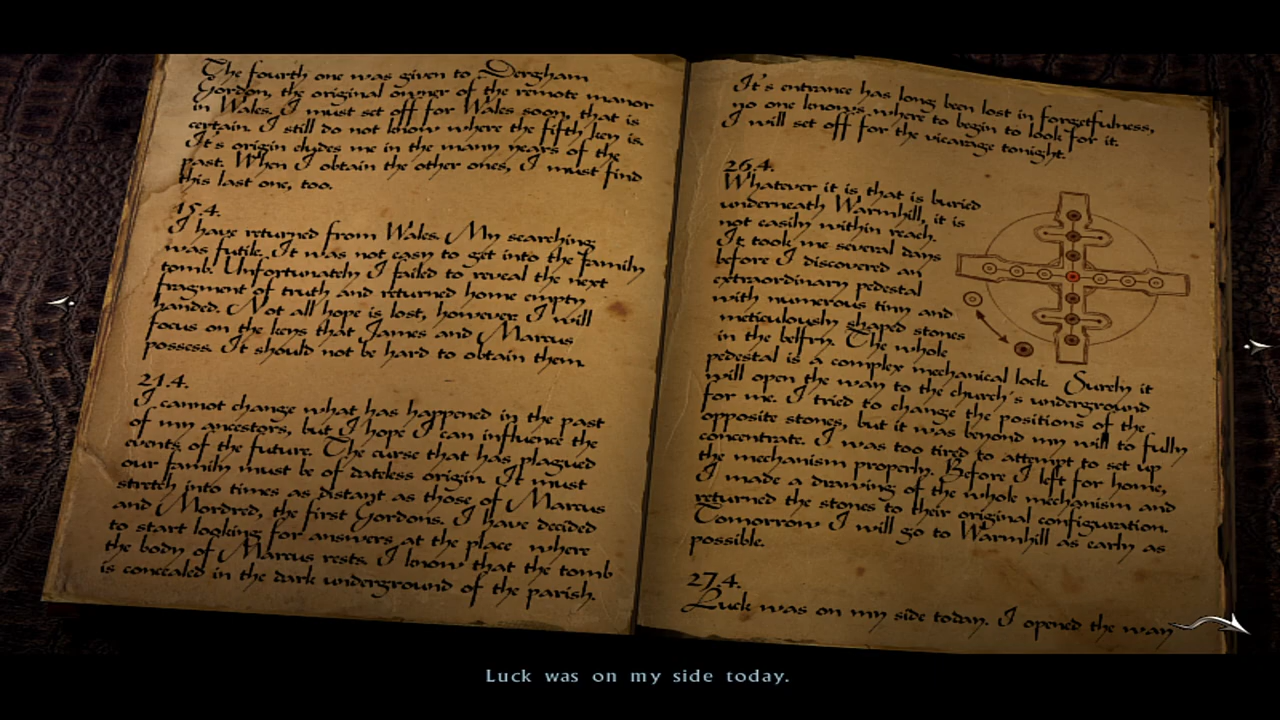 The fourth one was given to Dergham
Gordon, the original owner of the remote manor
in Wales. I must set off for Wales soon, that is
certain. I still do not know where the fifth key is.
It's origin eludes me in the many years of the
past. When I obtain the other ones, I must find
this last one, too.
15.4.
I have returned from Wales. My searching
was futile. It was not easy to get into the family
tomb. Unfortunately I failed to reveal the next
fragment of truth and returned home empty
handed. Not all hope is lost, however. I will
focus on the keys that James and Marcus
possess. It should not be hard to obtain them.
21.4.
I cannot change what has happened in the past
of my ancestors, but I hope I can influence the
events of the future. The curse that has plagued
our family must be of dateless origin. It must
stretch into times as distant as those of Marcus
and Mordred, the first Gordons. I have decided
to start looking for answers at the place where
the body of Marcus rests. I know that the tomb
is concealed in the dark underground of the parish.
It's entrance has long been lost in forgetfulness,
no one knows where to begin to look for it.
I will set off for the vicarage tonight.
26.4.
Whatever it is that is buried
underneath Warmhill, it is
not easily within reach.
It took me several days
before I discovered an
extraordinary pedestal
with numerous tiny and
meticulously shaped stones
in the belfry. The whole
pedestal is a complex mechanical lock. Surely it
will open the way to the church's underground
for me. I tried to change the positions of the
opposite stones, but it was beyond my will to fully
concentrate. I was too tired to attempt to set up
the mechanism properly. Before I left for home,
I made a drawing of the whole mechanism and
returned the stones to their original configuration.
Tomorrow I will go to Warmhill as early as
possible.
27.4.
Luck was on my side today. I opened the way
Luck was on my side today.